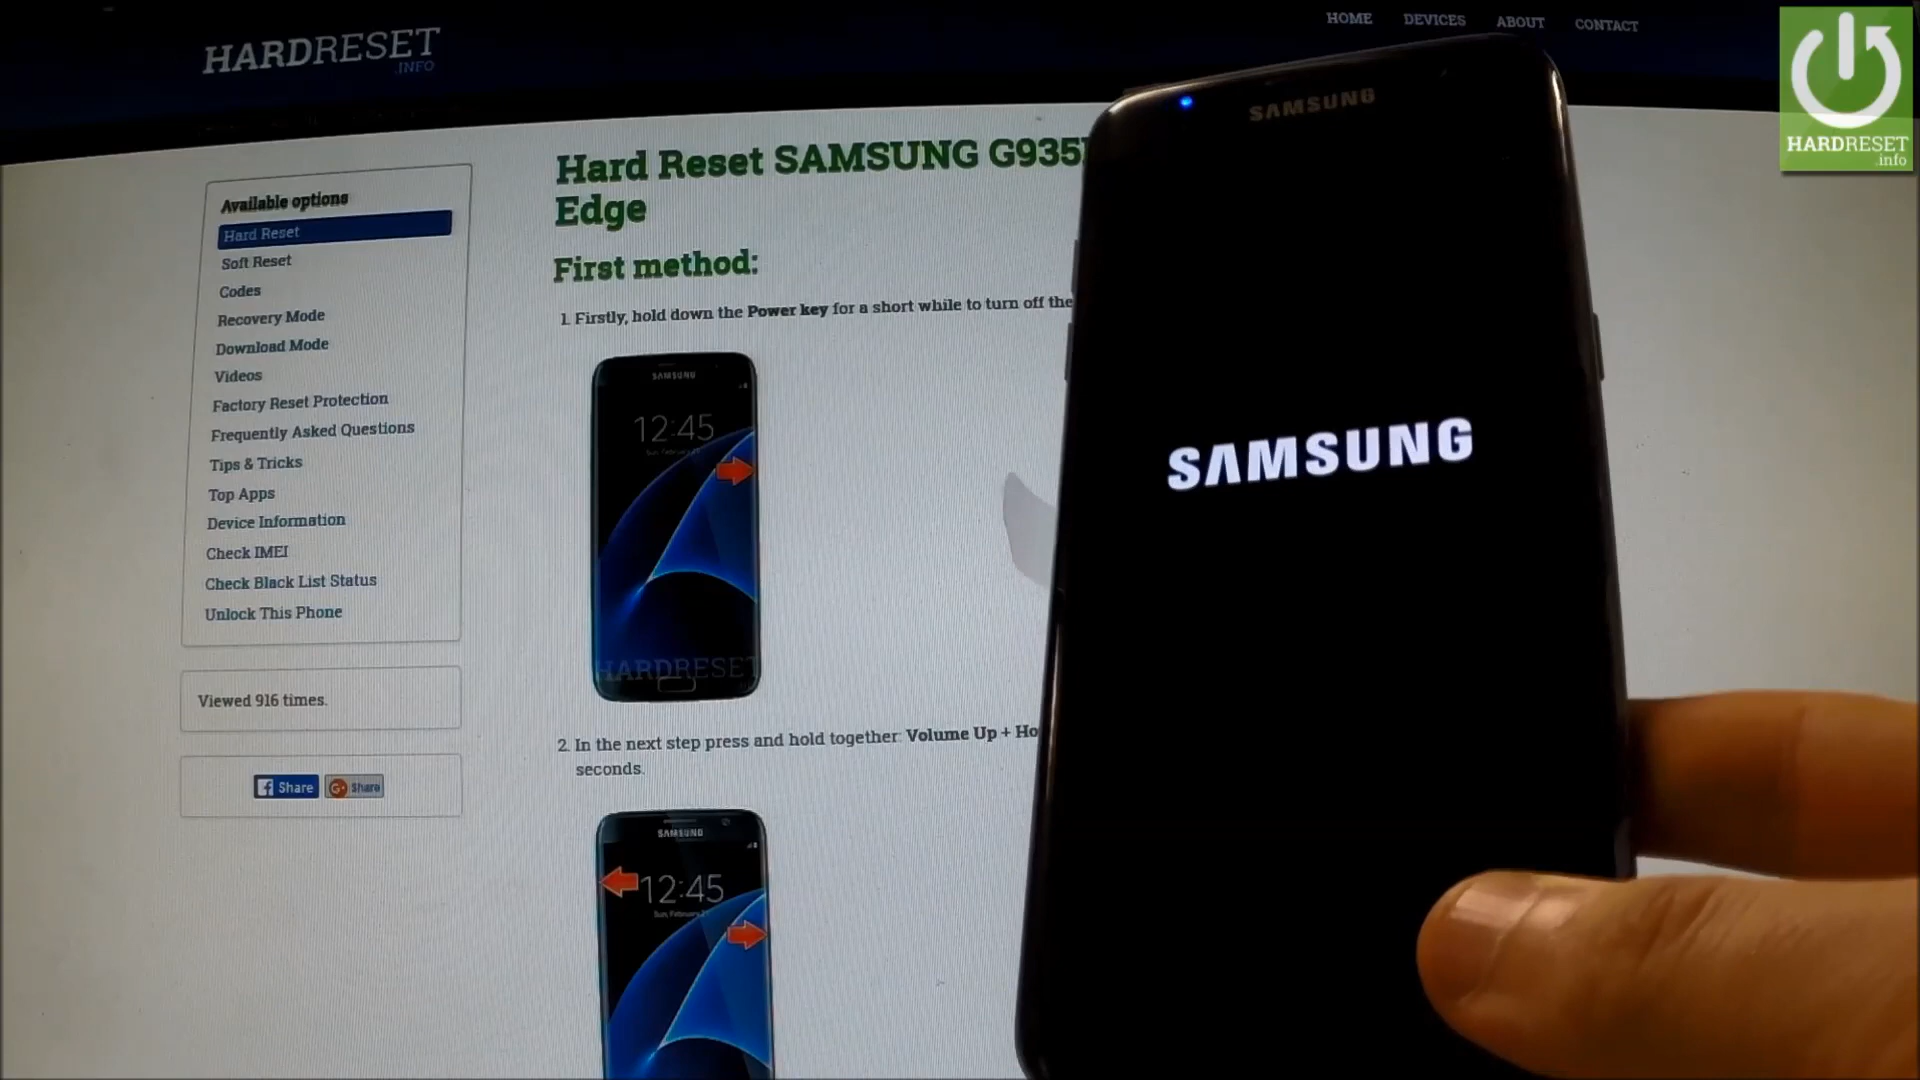 HARDRESET
.INFO
HOME DEVICES ABOUT CONTACT
HARDRESET
.info
Available options
Hard Reset
Soft Reset
Codes
Recovery Mode
Download Mode
Videos
Factory Reset Protection
Frequently Asked Questions
Tips & Tricks
Top Apps
Device Information
Check IMEI
Check Black List Status
Unlock This Phone
Viewed 916 times.
Share Share
Hard Reset SAMSUNG G935
Edge
First method:
1. Firstly, hold down the Power key for a short while to turn off the
SAMSUNG
12:45
HARDRESET
2. In the next step press and hold together: Volume Up + Ho
seconds.
SAMSUNG
12:45
SAMSUNG
SAMSUNG